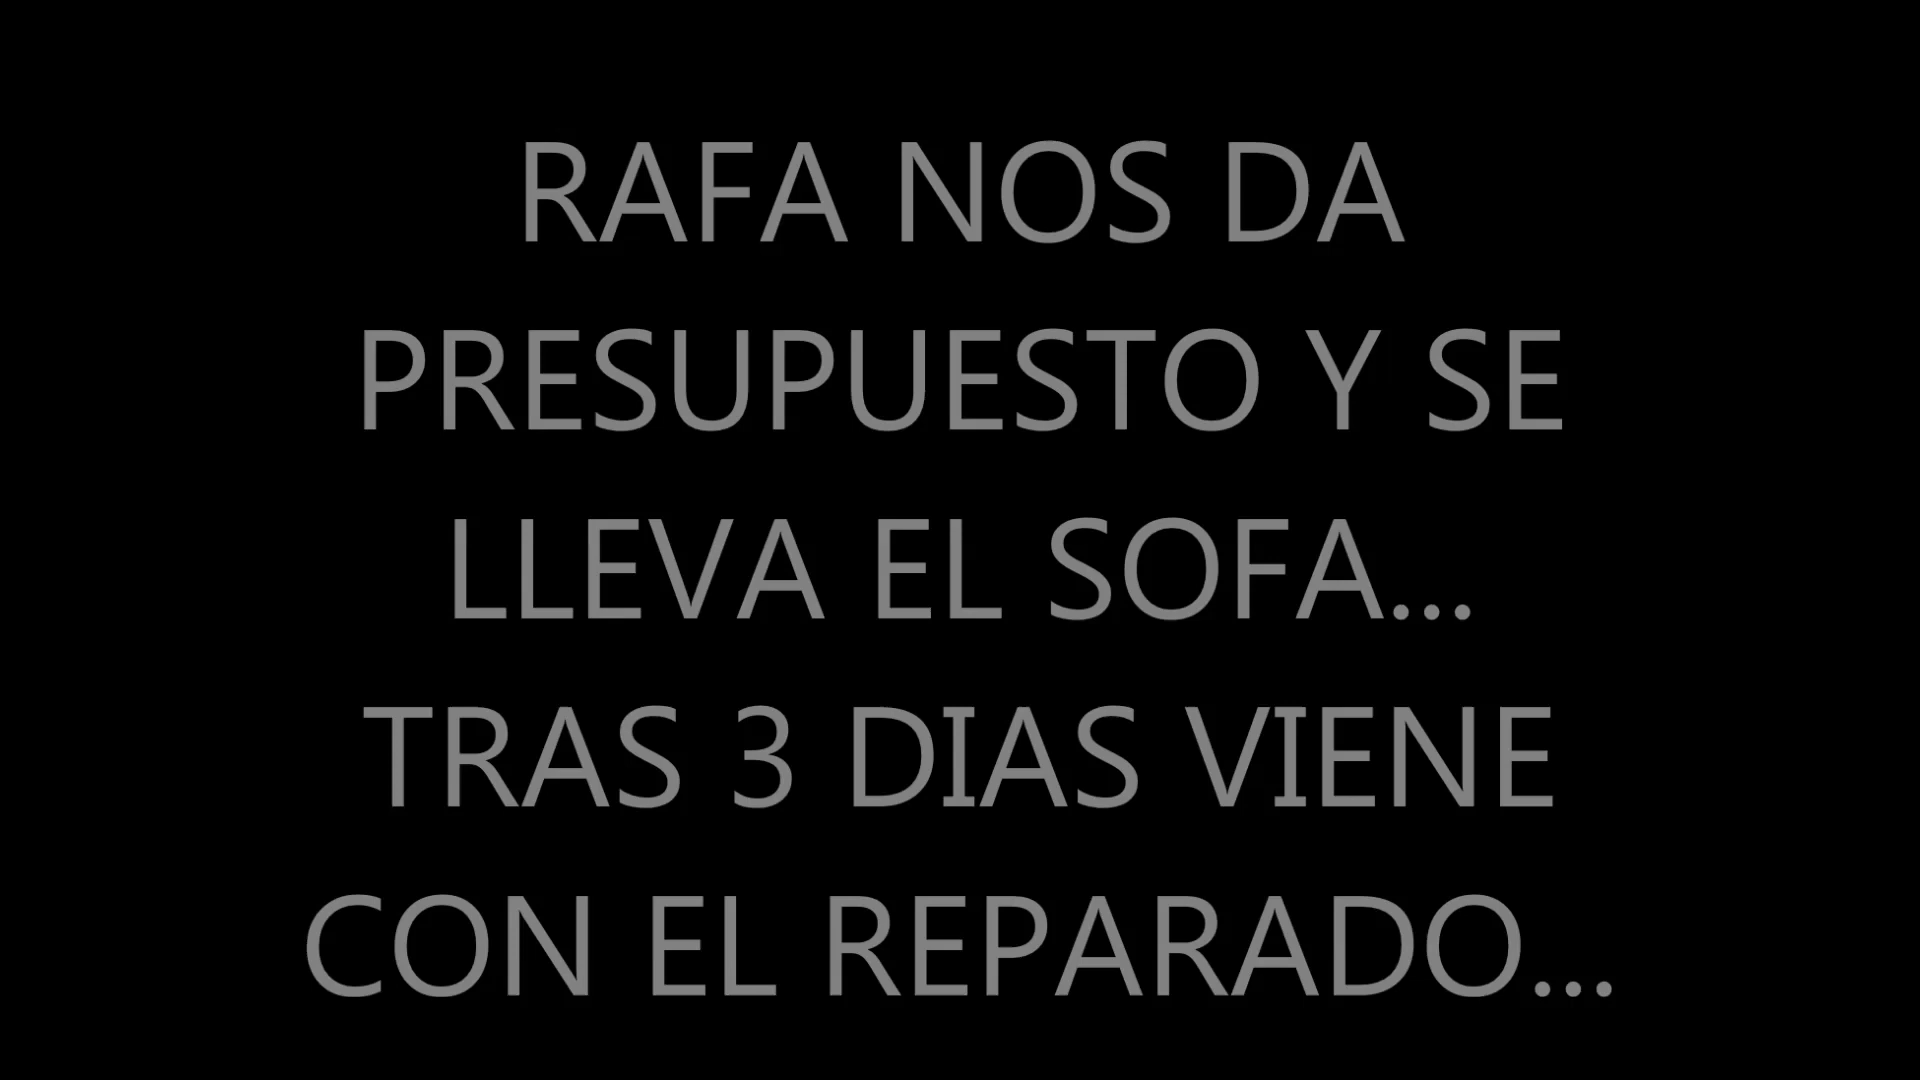 RAFA NOS DA
PRESUPUESTO Y SE
LLEVA EL SOFA...
TRAS 3 DIAS VIENE
CON EL REPARADO...